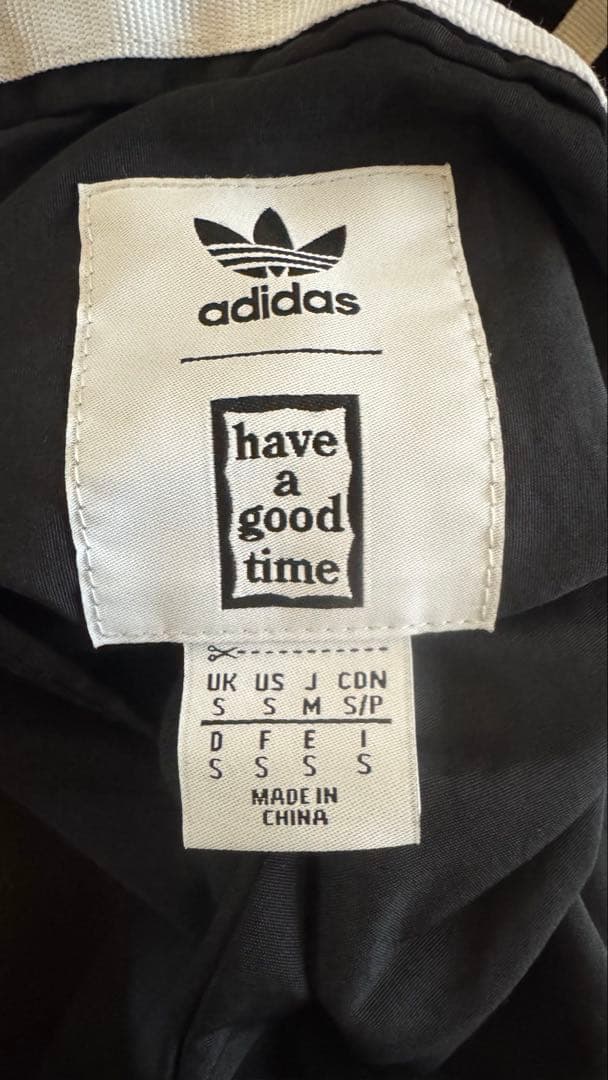 adidas
have
a
good
time
UK US J CDN
S S M S/P
D F E I
S S S S
MADE IN
CHINA